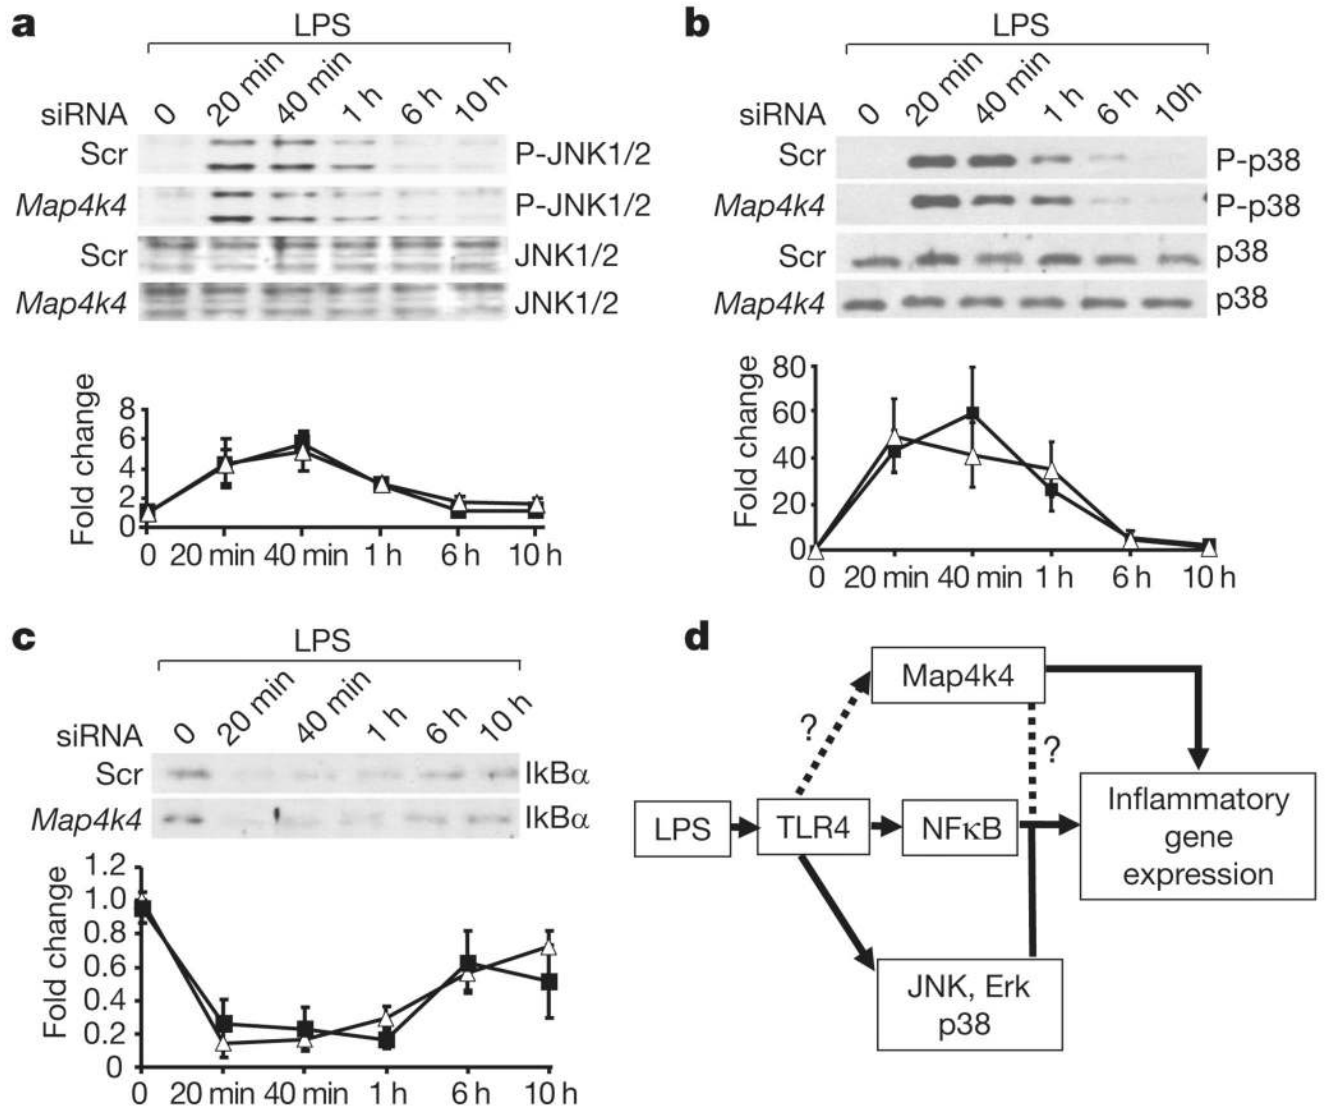 a
LPS
siRNA 0 20 min 40 min 1 h 6 h 10 h
Scr P-JNK1/2
Map4k4 P-JNK1/2
Scr JNK1/2
Map4k4 JNK1/2
Fold change
8
6
4
2
0
0 20 min 40 min 1 h 6 h 10 h
b
LPS
siRNA 0 20 min 40 min 1 h 6 h 10h
Scr P-p38
Map4k4 P-p38
Scr p38
Map4k4 p38
Fold change
80
60
40
20
0
0 20 min 40 min 1 h 6 h 10 h
c
LPS
siRNA 0 20 min 40 min 1 h 6 h 10 h
Scr IkBα
Map4k4 IkBα
Fold change
1.2
1.0
0.8
0.6
0.4
0.2
0
0 20 min 40 min 1 h 6 h 10 h
d
Map4k4
?
?
LPS
TLR4
NFκB
Inflammatory
gene
expression
JNK, Erk
p38